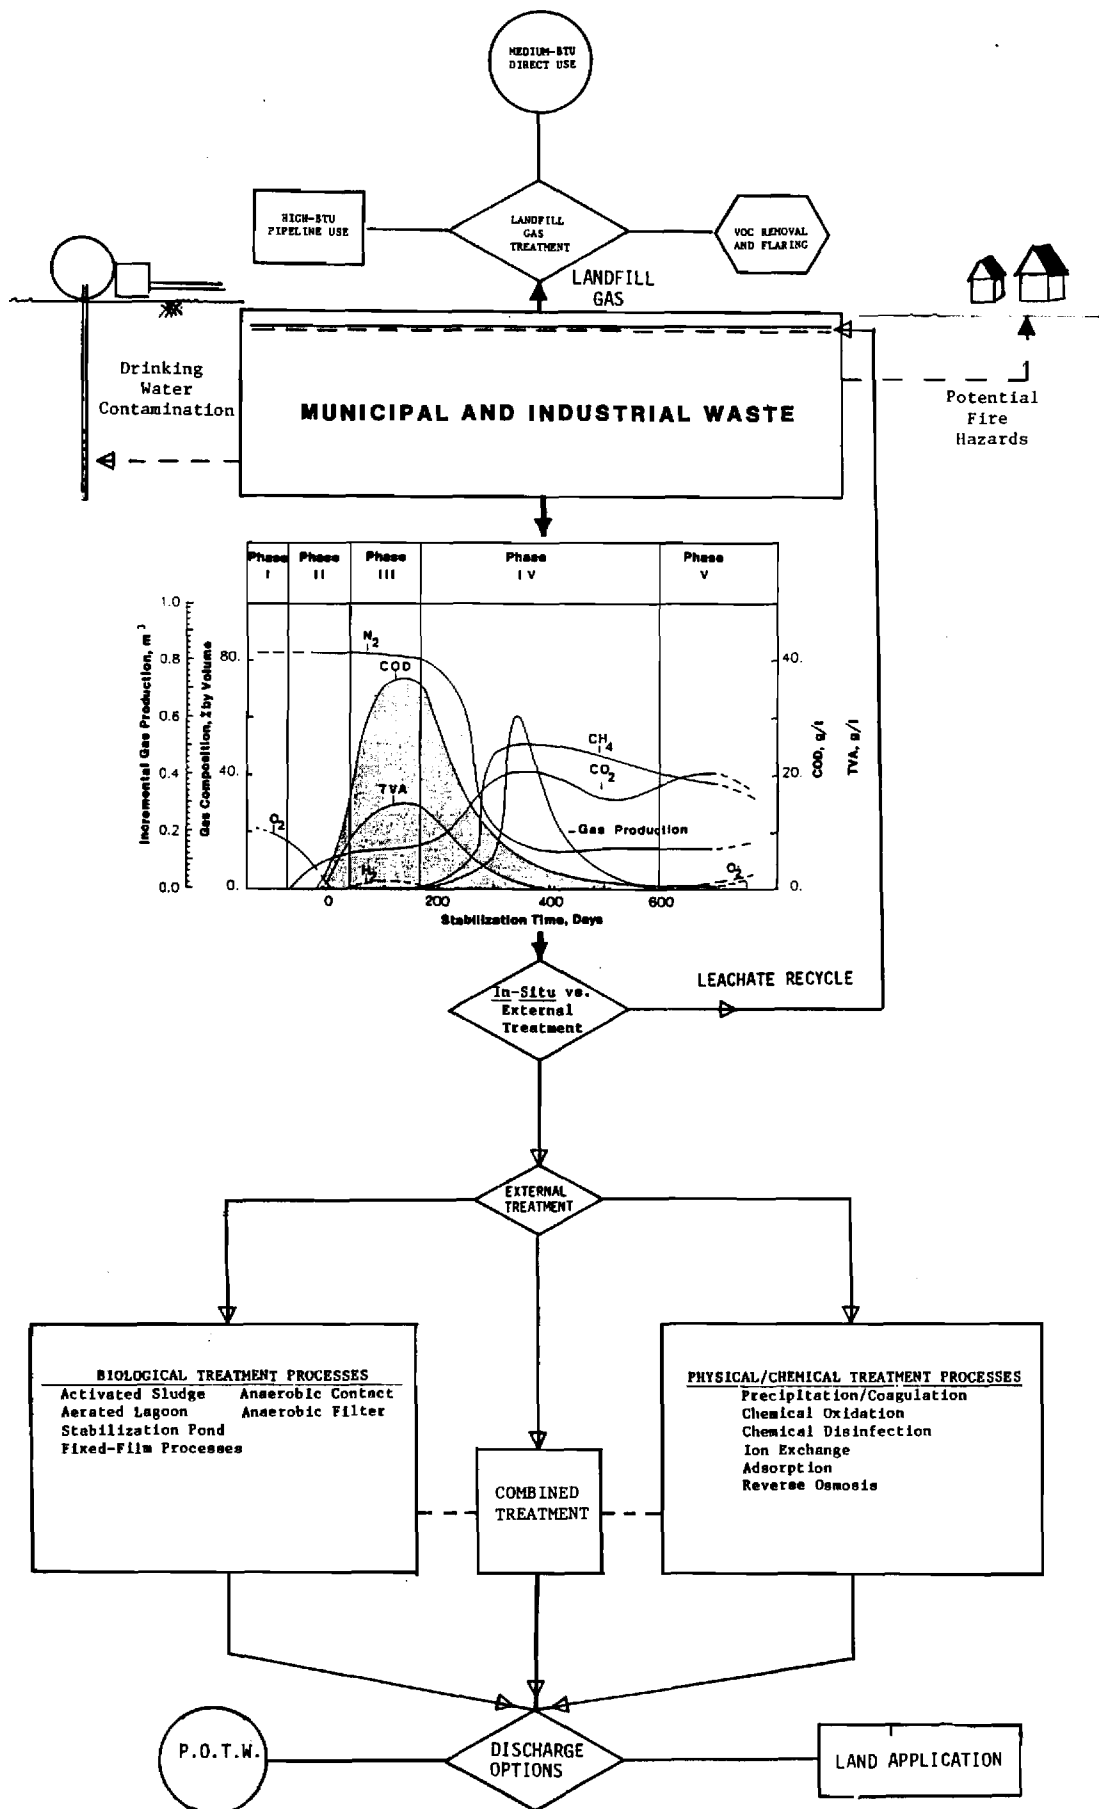 MEDIUM-BTU
DIRECT USE
HIGH-BTU
PIPELINE USE
LANDFILL
GAS
TREATMENT
VOC REMOVAL
AND FLARING
LANDFILL
GAS
Drinking
Water
Contamination
MUNICIPAL AND INDUSTRIAL WASTE
Potential
Fire
Hazards
Phase
I
Phase
II
Phase
III
Phase
IV
Phase
V
Incremental Gas Production, m³
1.0
0.8
0.6
0.4
0.2
0.0
Gas Composition, % by Volume
80.
40.
0.
N2
COD
TVA
O2
H2
CH4
CO2
Gas Production
O2
40.
20.
0.
COD, g/l
TVA, g/l
0
200
400
600
Stabilization Time, Days
In-Situ vs.
External
Treatment
LEACHATE RECYCLE
EXTERNAL
TREATMENT
BIOLOGICAL TREATMENT PROCESSES
Activated Sludge Anaerobic Contact
Aerated Lagoon Anaerobic Filter
Stabilization Pond
Fixed-Film Processes
COMBINED
TREATMENT
PHYSICAL/CHEMICAL TREATMENT PROCESSES
Precipitation/Coagulation
Chemical Oxidation
Chemical Disinfection
Ion Exchange
Adsorption
Reverse Osmosis
P.O.T.W.
DISCHARGE
OPTIONS
LAND APPLICATION